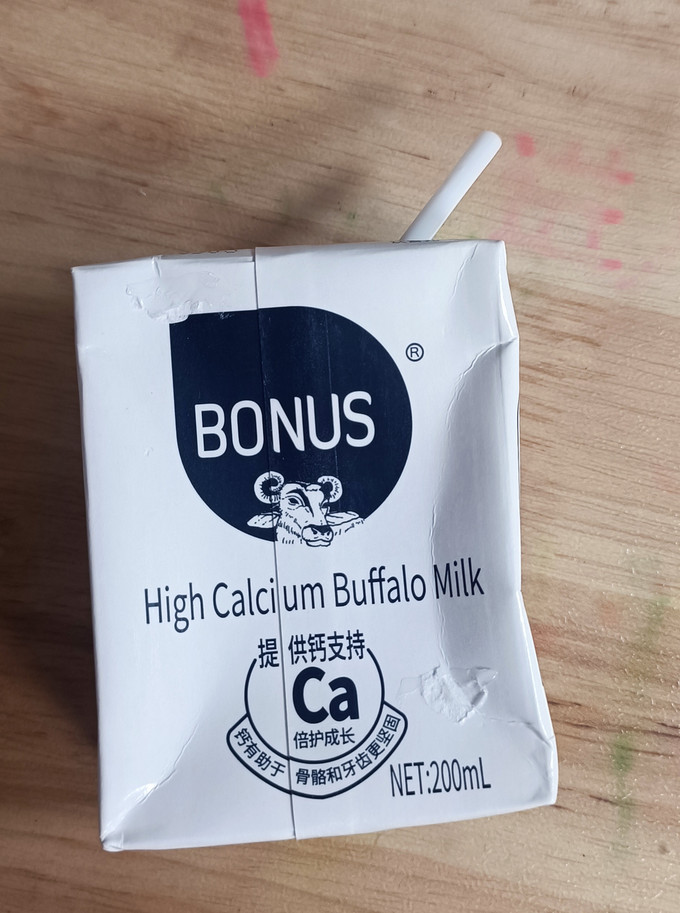 ®
BONUS
High Calcium Buffalo Milk
提供钙支持
Ca
倍护成长
钙有助于骨骼和牙齿更坚固
NET:200mL